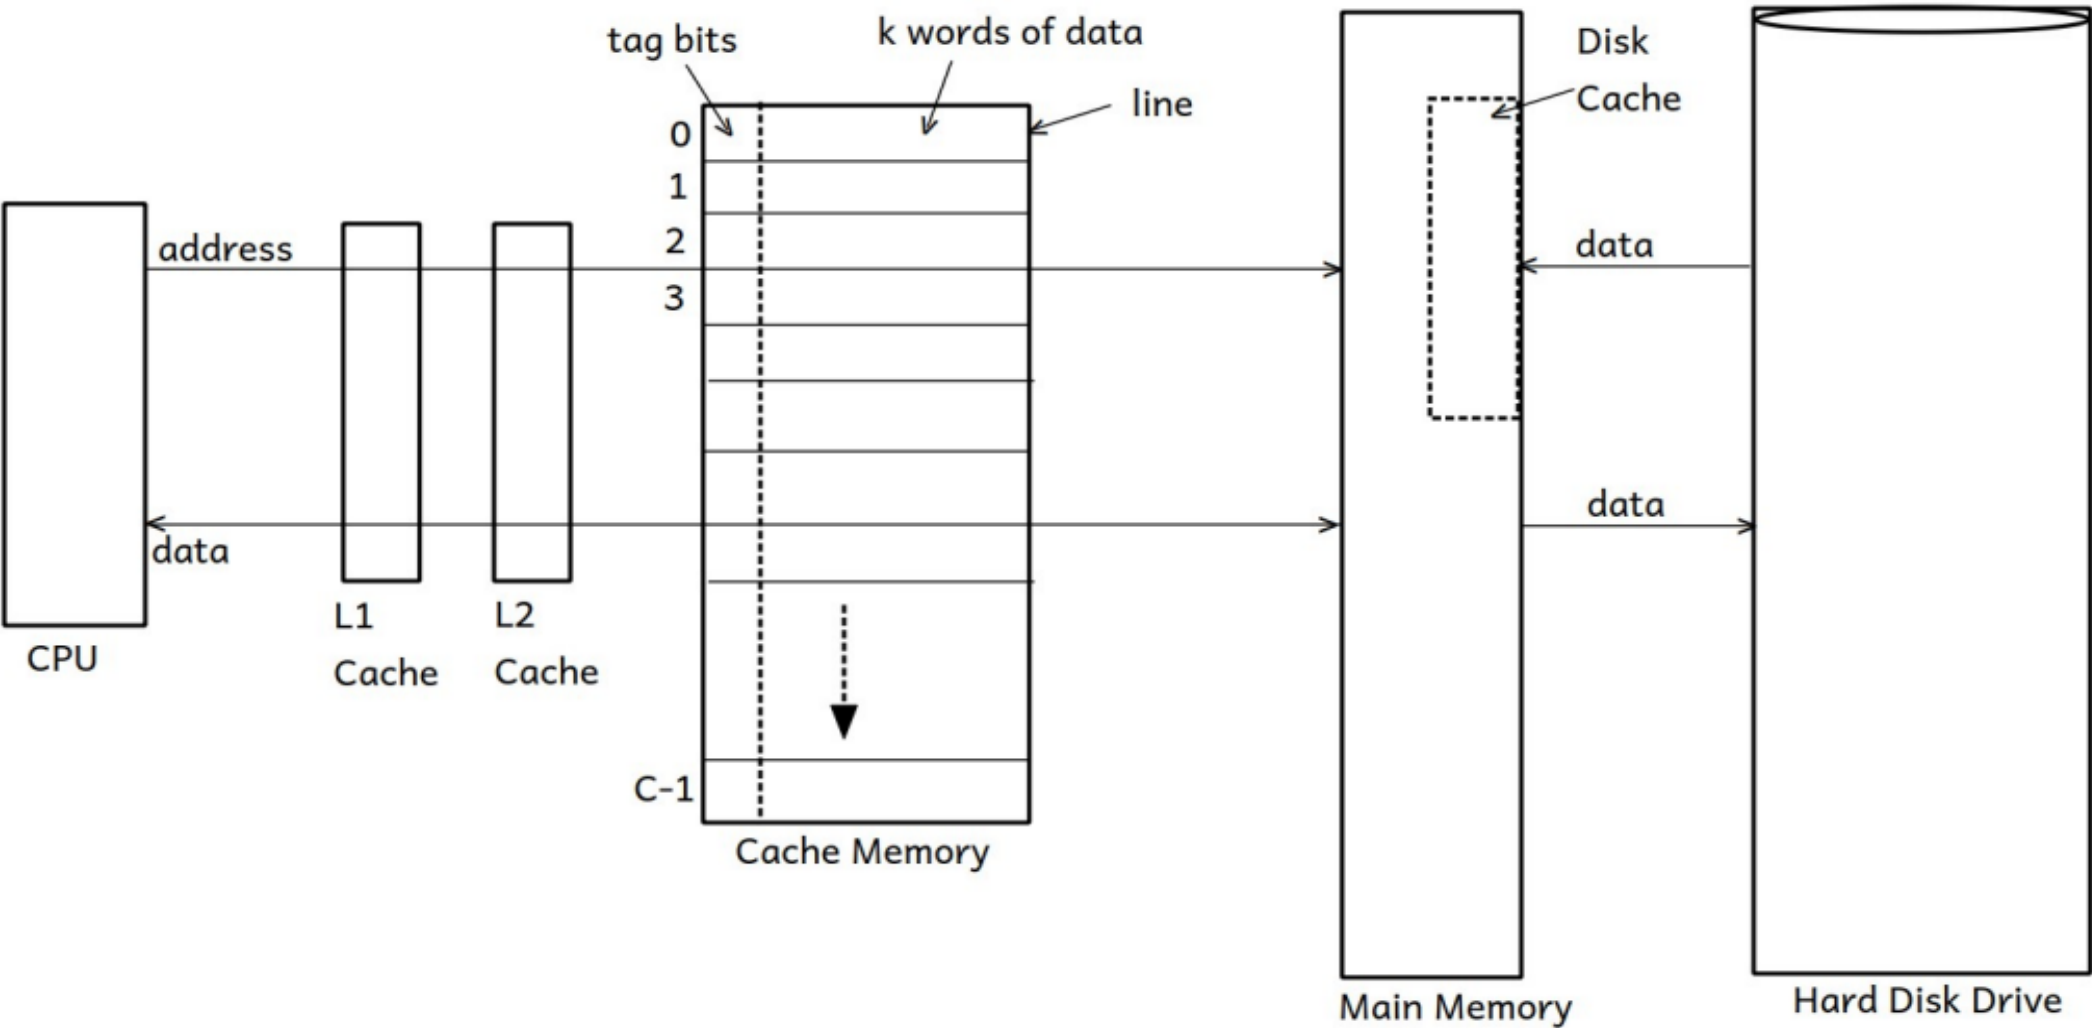 tag bits
k words of data
line
Disk
Cache
0
1
2
3
address
data
data
data
L1
Cache
L2
Cache
CPU
C-1
Cache Memory
Main Memory
Hard Disk Drive